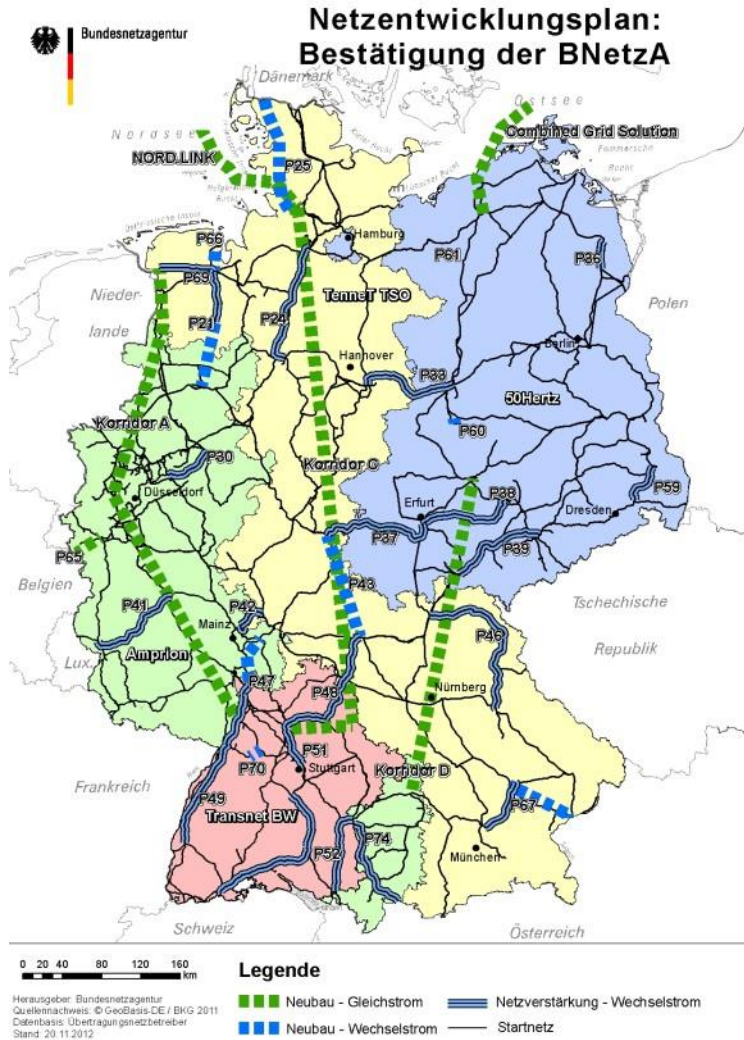 Bundesnetzagentur
Netzentwicklungsplan:
Bestätigung der BNetzA
Dänemark
Ostsee
Nordsee
Combined Grid Solution
NORD.LINK
P25
P66
Hamburg
P61
P36
P69
TenneT TSO
Nieder-
lande
P21
P24
Polen
Berlin
Hannover
P33
50Hertz
Korridor A
P60
P30
Korridor C
Düsseldorf
Erfurt
P38
P59
Dresden
P37
P39
P65
Belgien
P43
P41
P42
Tschechische
Republik
Mainz
P46
Lux.
Amprion
P47
P48
Nürnberg
P51
P70
Stuttgart
Korridor D
Frankreich
P49
Transnet BW
P67
P52
P74
München
Schweiz
Österreich
0 20 40 80 120 160
km
Legende
Neubau - Gleichstrom
Netzverstärkung - Wechselstrom
Neubau - Wechselstrom
Startnetz
Herausgeber: Bundesnetzagentur
Quellennachweis: © GeoBasis-DE / BKG 2011
Datenbasis: Übertragungsnetzbetreiber
Stand: 20.11.2012